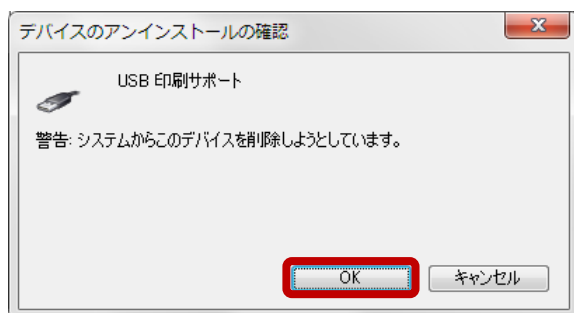 デバイスのアンインストールの確認
USB 印刷サポート
警告: システムからこのデバイスを削除しようとしています。
OK
キャンセル